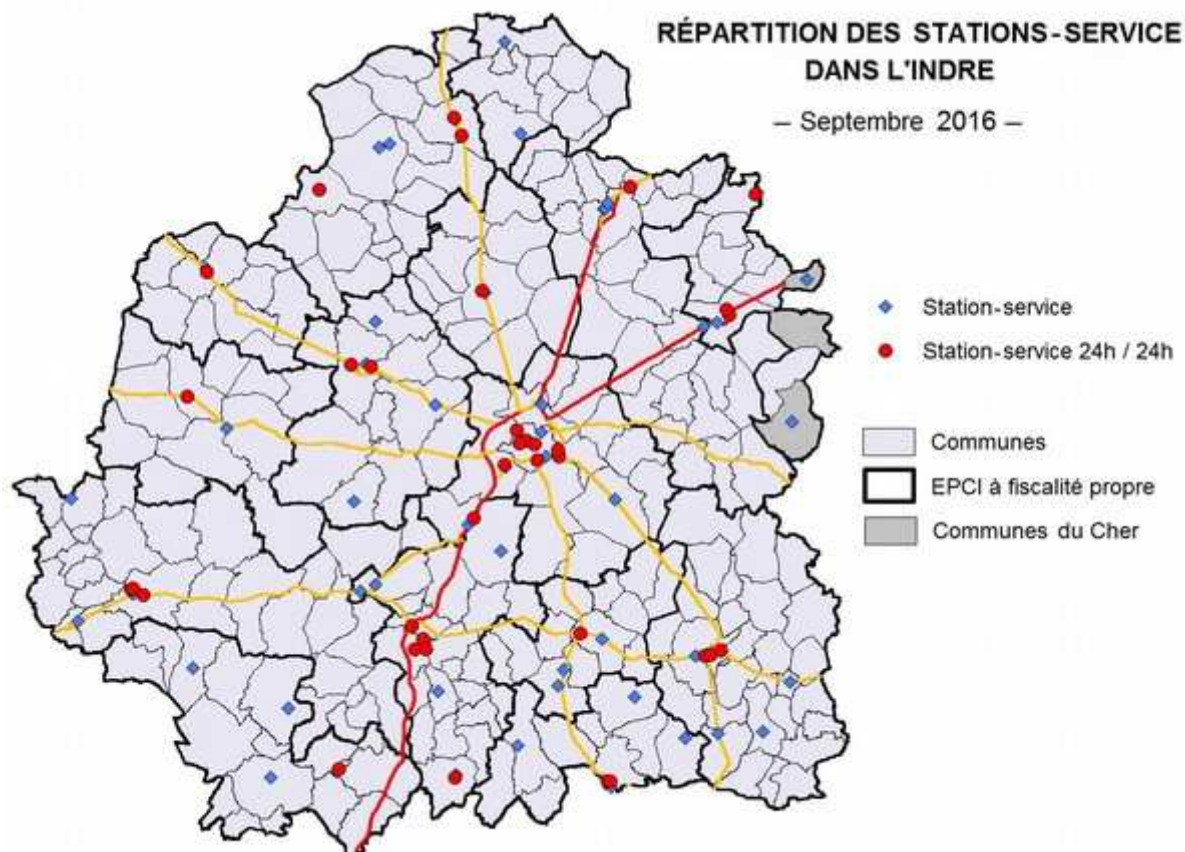 RÉPARTITION DES STATIONS-SERVICE
DANS L'INDRE
– Septembre 2016 –
Station-service
Station-service 24h / 24h
Communes
EPCI à fiscalité propre
Communes du Cher